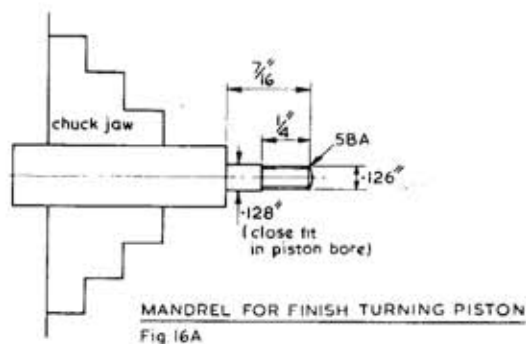 7/16"
1/4"
chuck jaw
5BA
·126"
·128"
(close fit
in piston bore)
MANDREL FOR FINISH TURNING PISTON
Fig 16A